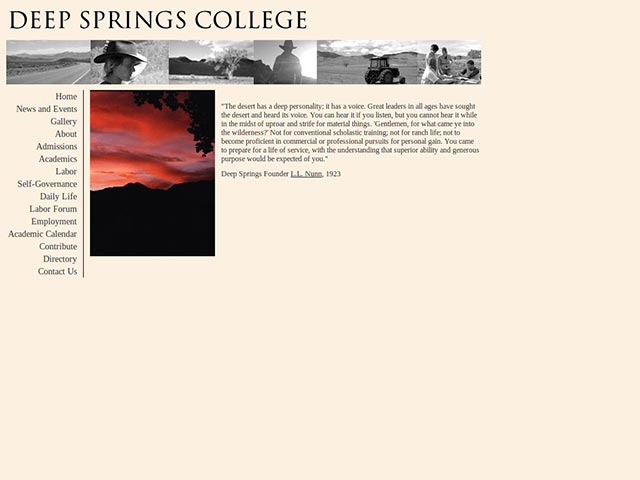 DEEP SPRINGS COLLEGE
Home
News and Events
Gallery
About
Admissions
Academics
Labor
Self-Governance
Daily Life
Labor Forum
Employment
Academic Calendar
Contribute
Directory
Contact Us
"The desert has a deep personality; it has a voice. Great leaders in all ages have sought
the desert and heard its voice. You can hear it if you listen, but you cannot hear it while
in the midst of uproar and strife for material things. 'Gentlemen, for what came ye into
the wilderness?' Not for conventional scholastic training; not for ranch life; not to
become proficient in commercial or professional pursuits for personal gain. You came
to prepare for a life of service, with the understanding that superior ability and generous
purpose would be expected of you."
Deep Springs Founder L.L. Nunn, 1923